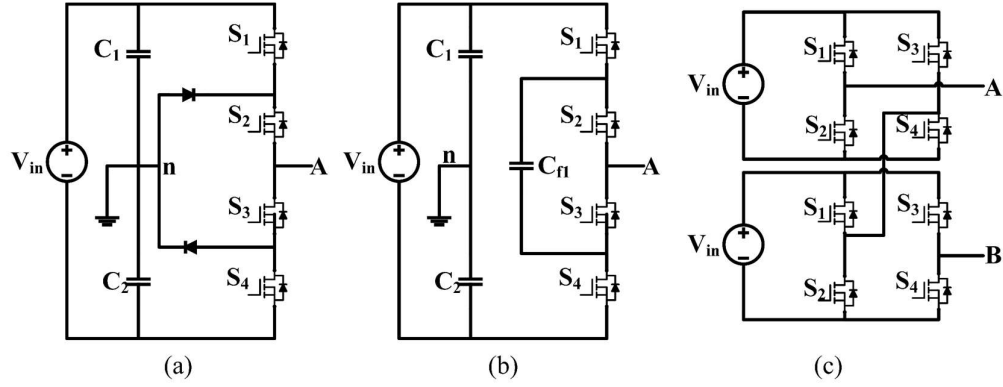 C1
S1
S2
Vin
+
−
n
A
S3
C2
S4
(a)
C1
S1
S2
Vin
+
−
n
Cf1
A
S3
C2
S4
(b)
S1
S3
Vin
+
−
A
S2
S4
S1
S3
Vin
+
−
B
S2
S4
(c)